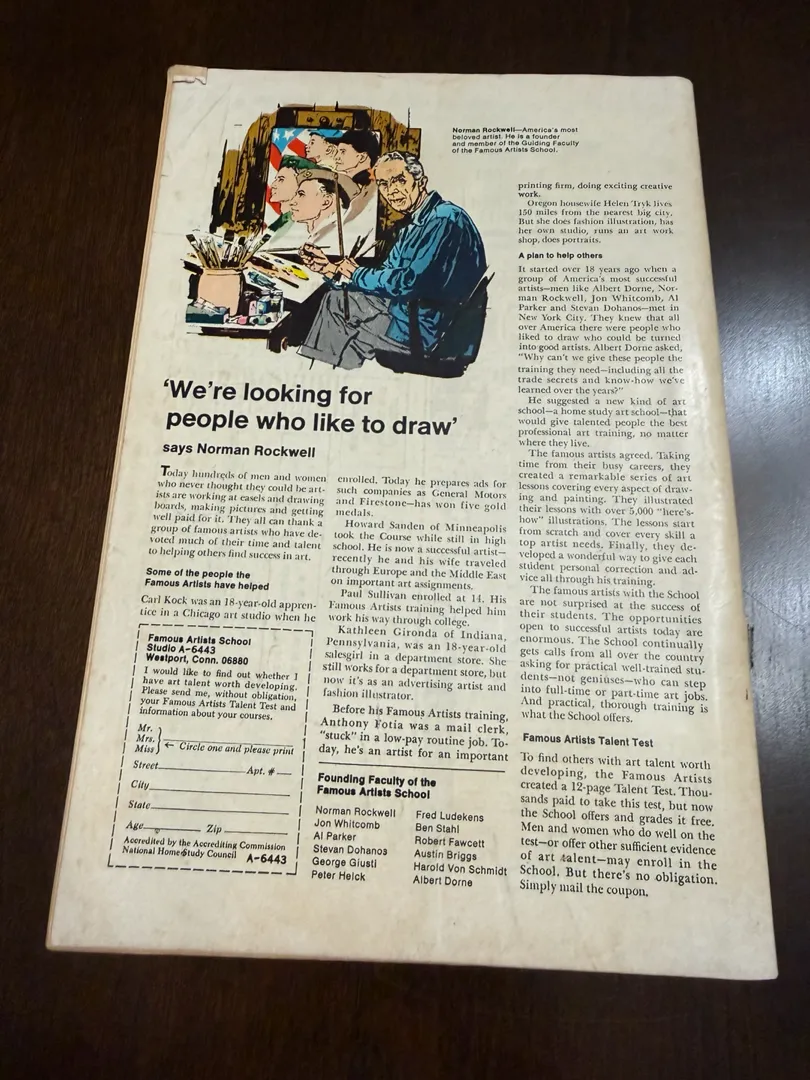 Norman Rockwell—America's most
beloved artist. He is a founder
and member of the Guiding Faculty
of the Famous Artists School.
'We're looking for
people who like to draw'
says Norman Rockwell
Today hundreds of men and women
who never thought they could be art-
ists are working at easels and drawing
boards, making pictures and getting
well paid for it. They all can thank a
group of famous artists who have de-
voted much of their time and talent
to helping others find success in art.
Some of the people the
Famous Artists have helped
Carl Kock was an 18-year-old appren-
tice in a Chicago art studio when he
enrolled. Today he prepares ads for
such companies as General Motors
and Firestone—has won five gold
medals.
Howard Sanden of Minneapolis
took the Course while still in high
school. He is now a successful artist—
recently he and his wife traveled
through Europe and the Middle East
on important art assignments.
Paul Sullivan enrolled at 14. His
Famous Artists training helped him
work his way through college.
Kathleen Gironda of Indiana,
Pennsylvania, was an 18-year-old
salesgirl in a department store. She
still works for a department store, but
now it's as an advertising artist and
fashion illustrator.
Before his Famous Artists training,
Anthony Fotia was a mail clerk,
"stuck" in a low-pay routine job. To-
day, he's an artist for an important
printing firm, doing exciting creative
work.
Oregon housewife Helen Tryk lives
150 miles from the nearest big city.
But she does fashion illustration, has
her own studio, runs an art work
shop, does portraits.
A plan to help others
It started over 18 years ago when a
group of America's most successful
artists—men like Albert Dorne, Nor-
man Rockwell, Jon Whitcomb, Al
Parker and Stevan Dohanos—met in
New York City. They knew that all
over America there were people who
liked to draw who could be turned
into good artists. Albert Dorne asked,
"Why can't we give these people the
training they need—including all the
trade secrets and know-how we've
learned over the years?"
He suggested a new kind of art
school—a home study art school—that
would give talented people the best
professional art training, no matter
where they live.
The famous artists agreed. Taking
time from their busy careers, they
created a remarkable series of art
lessons covering every aspect of draw-
ing and painting. They illustrated
their lessons with over 5,000 "here's-
how" illustrations. The lessons start
from scratch and cover every skill a
top artist needs. Finally, they de-
veloped a wonderful way to give each
student personal correction and ad-
vice all through his training.
The famous artists with the School
are not surprised at the success of
their students. The opportunities
open to successful artists today are
enormous. The School continually
gets calls from all over the country
asking for practical well-trained stu-
dents—not geniuses—who can step
into full-time or part-time art jobs.
And practical, thorough training is
what the School offers.
Famous Artists Talent Test
To find others with art talent worth
developing, the Famous Artists
created a 12-page Talent Test. Thou-
sands paid to take this test, but now
the School offers and grades it free.
Men and women who do well on the
test—or offer other sufficient evidence
of art talent—may enroll in the
School. But there's no obligation.
Simply mail the coupon.
Famous Artists School
Studio A-6443
Westport, Conn. 06880
I would like to find out whether I
have art talent worth developing.
Please send me, without obligation,
your Famous Artists Talent Test and
information about your courses.
Mr.
Mrs. ← Circle one and please print
Miss
Street Apt. #
City
State
Age Zip
Accredited by the Accrediting Commission
National Home Study Council A-6443
Founding Faculty of the
Famous Artists School
Norman Rockwell
Jon Whitcomb
Al Parker
Stevan Dohanos
George Giusti
Peter Helck
Fred Ludekens
Ben Stahl
Robert Fawcett
Austin Briggs
Harold Von Schmidt
Albert Dorne